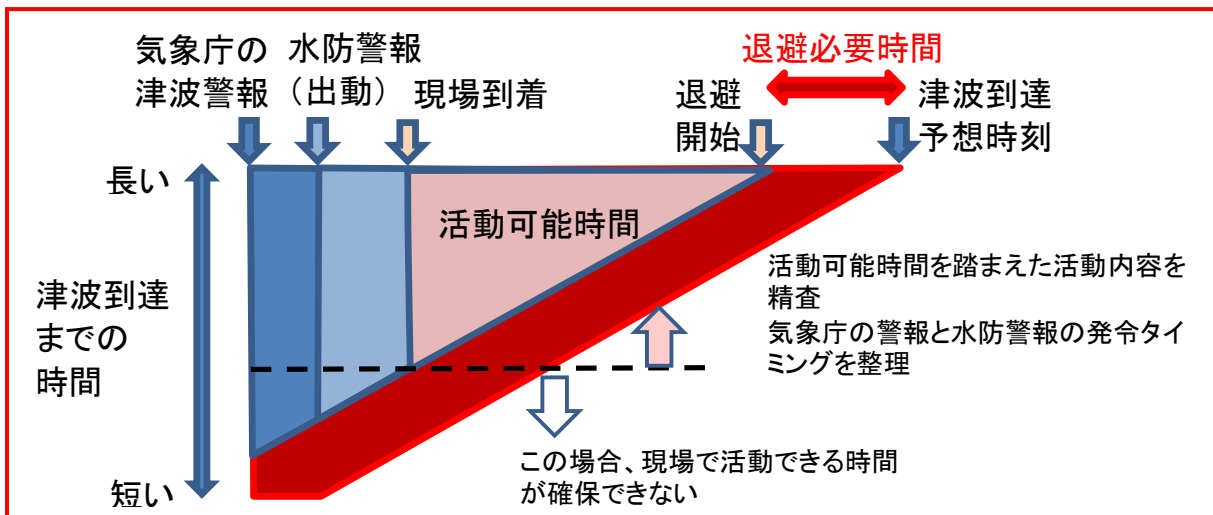 気象庁の
津波警報
水防警報
（出動）
現場到着
退避必要時間
退避
開始
津波到達
予想時刻
長い
活動可能時間
津波到達
までの
時間
活動可能時間を踏まえた活動内容を
精査
気象庁の警報と水防警報の発令タイ
ミングを整理
この場合、現場で活動できる時間
が確保できない
短い